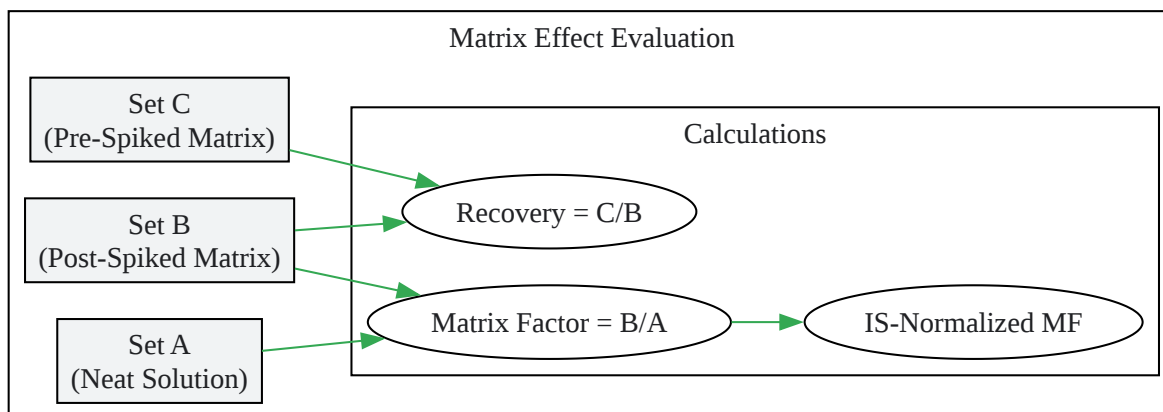 Matrix Effect Evaluation
Set C
(Pre-Spiked Matrix)
Calculations
Recovery = C/B
Set B
(Post-Spiked Matrix)
Matrix Factor = B/A
IS-Normalized MF
Set A
(Neat Solution)